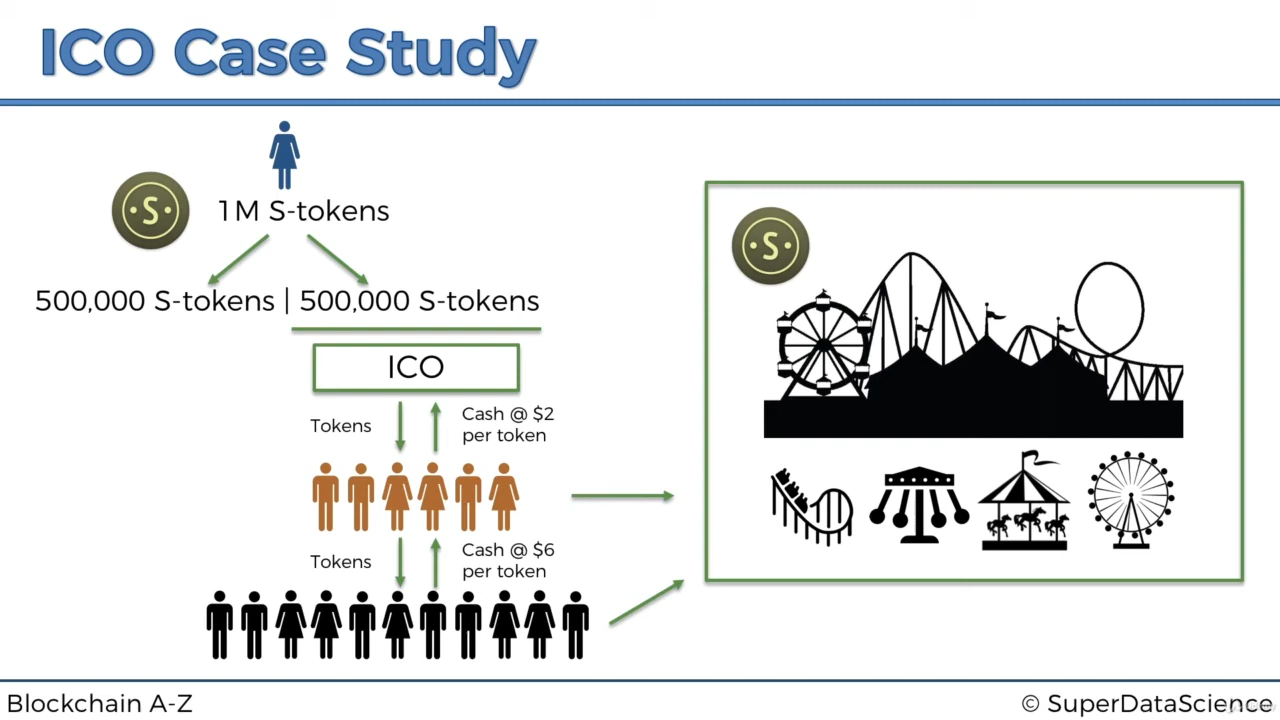 ICO Case Study
S
1M S-tokens
500,000 S-tokens | 500,000 S-tokens
ICO
Tokens
Cash @ $2
per token
Tokens
Cash @ $6
per token
S
Blockchain A-Z
© SuperDataScience